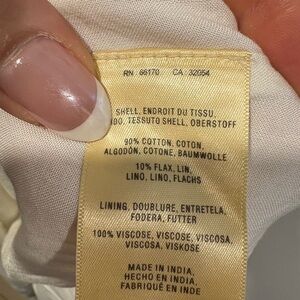 RN 66170 CA 32054
SHELL, ENDROIT DU TISSU,
TESSUTO SHELL, OBERSTOFF
90% COTTON, COTON,
ALGODÓN, COTONE, BAUMWOLLE
10% FLAX, LIN,
LINO, LINO, FLACHS
LINING, DOUBLURE, ENTRETELA,
FODERA, FUTTER
100% VISCOSE, VISCOSE, VISCOSA,
VISCOSA, VISKOSE
MADE IN INDIA,
HECHO EN INDIA,
FABRIQUÉ EN INDE